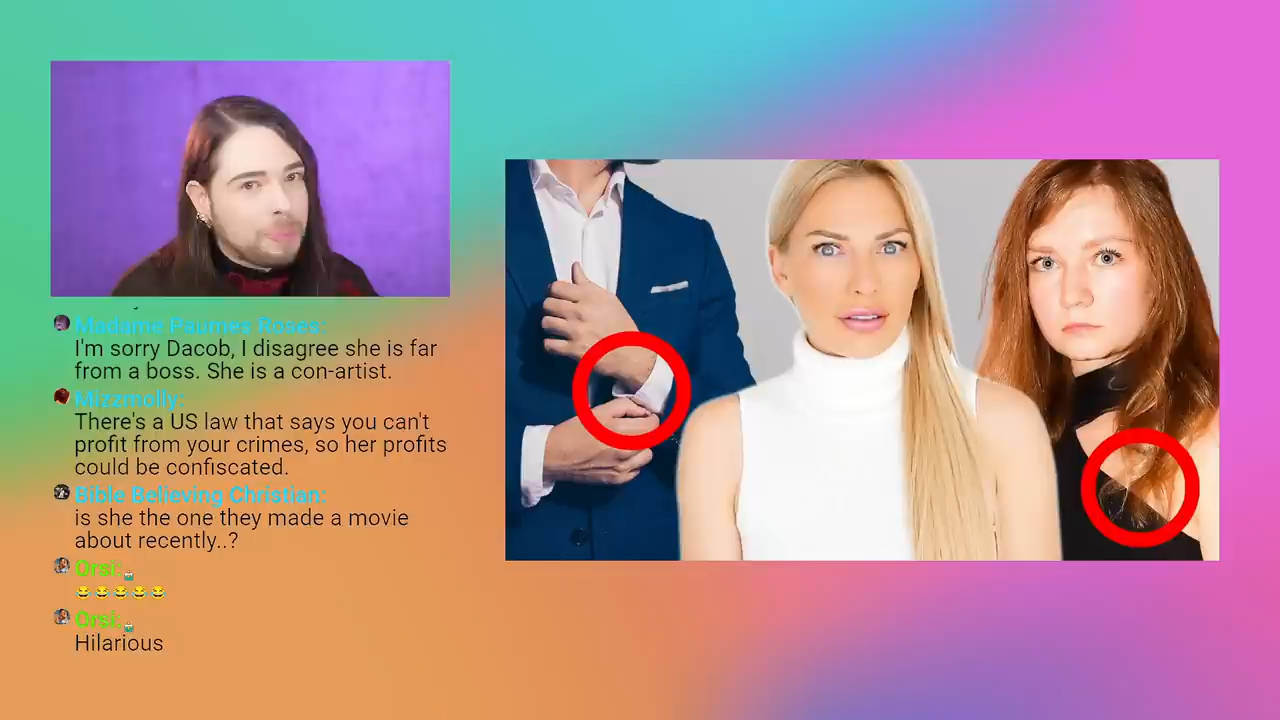 Madame Paumes Roses:
I'm sorry Dacob, I disagree she is far
from a boss. She is a con-artist.
Mizzmolly:
There's a US law that says you can't
profit from your crimes, so her profits
could be confiscated.
Bible Believing Christian:
is she the one they made a movie
about recently..?
Orsi:
😂😂😂😂😂
Orsi:
Hilarious